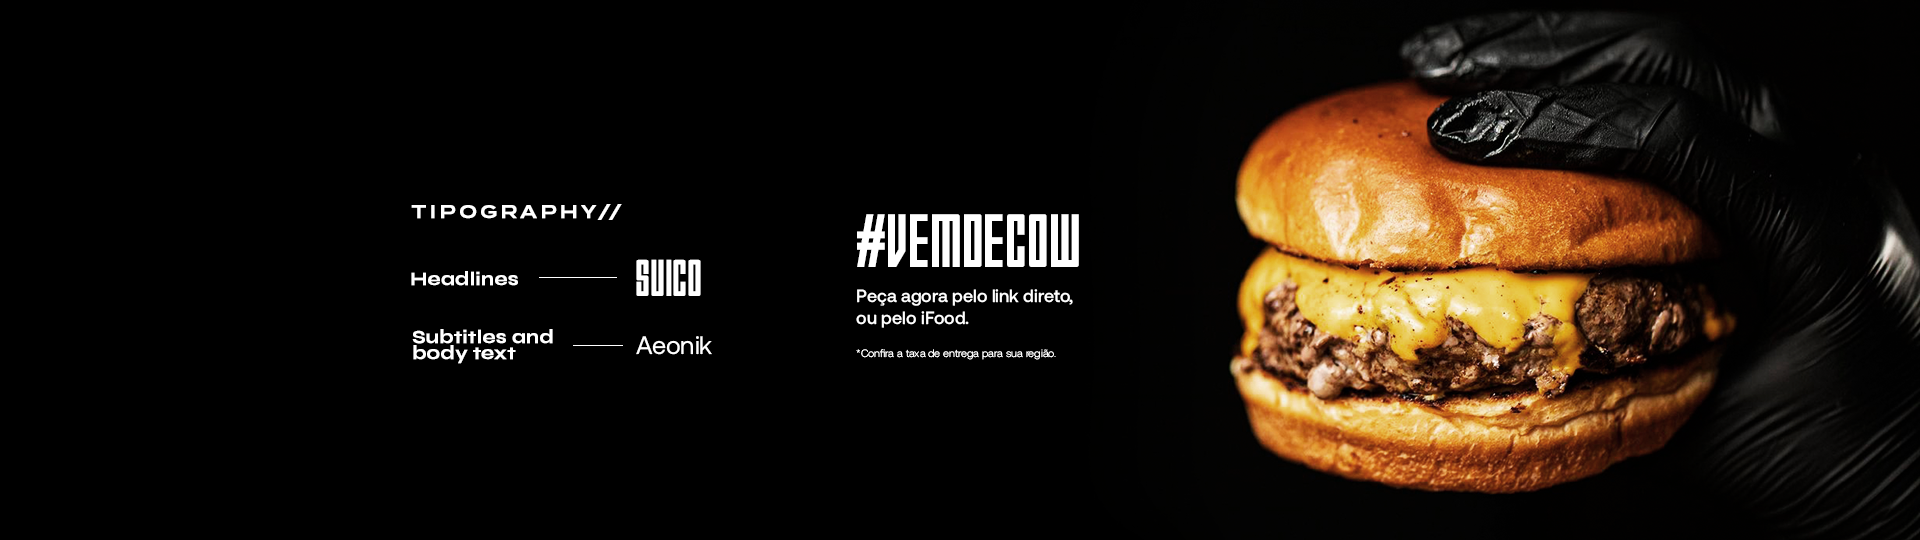 TIPOGRAPHY//
Headlines
SUICO
Subtitles and
body text
Aeonik
#VEMDECOW
Peça agora pelo link direto,
ou pelo iFood.
*Confira a taxa de entrega para sua região.